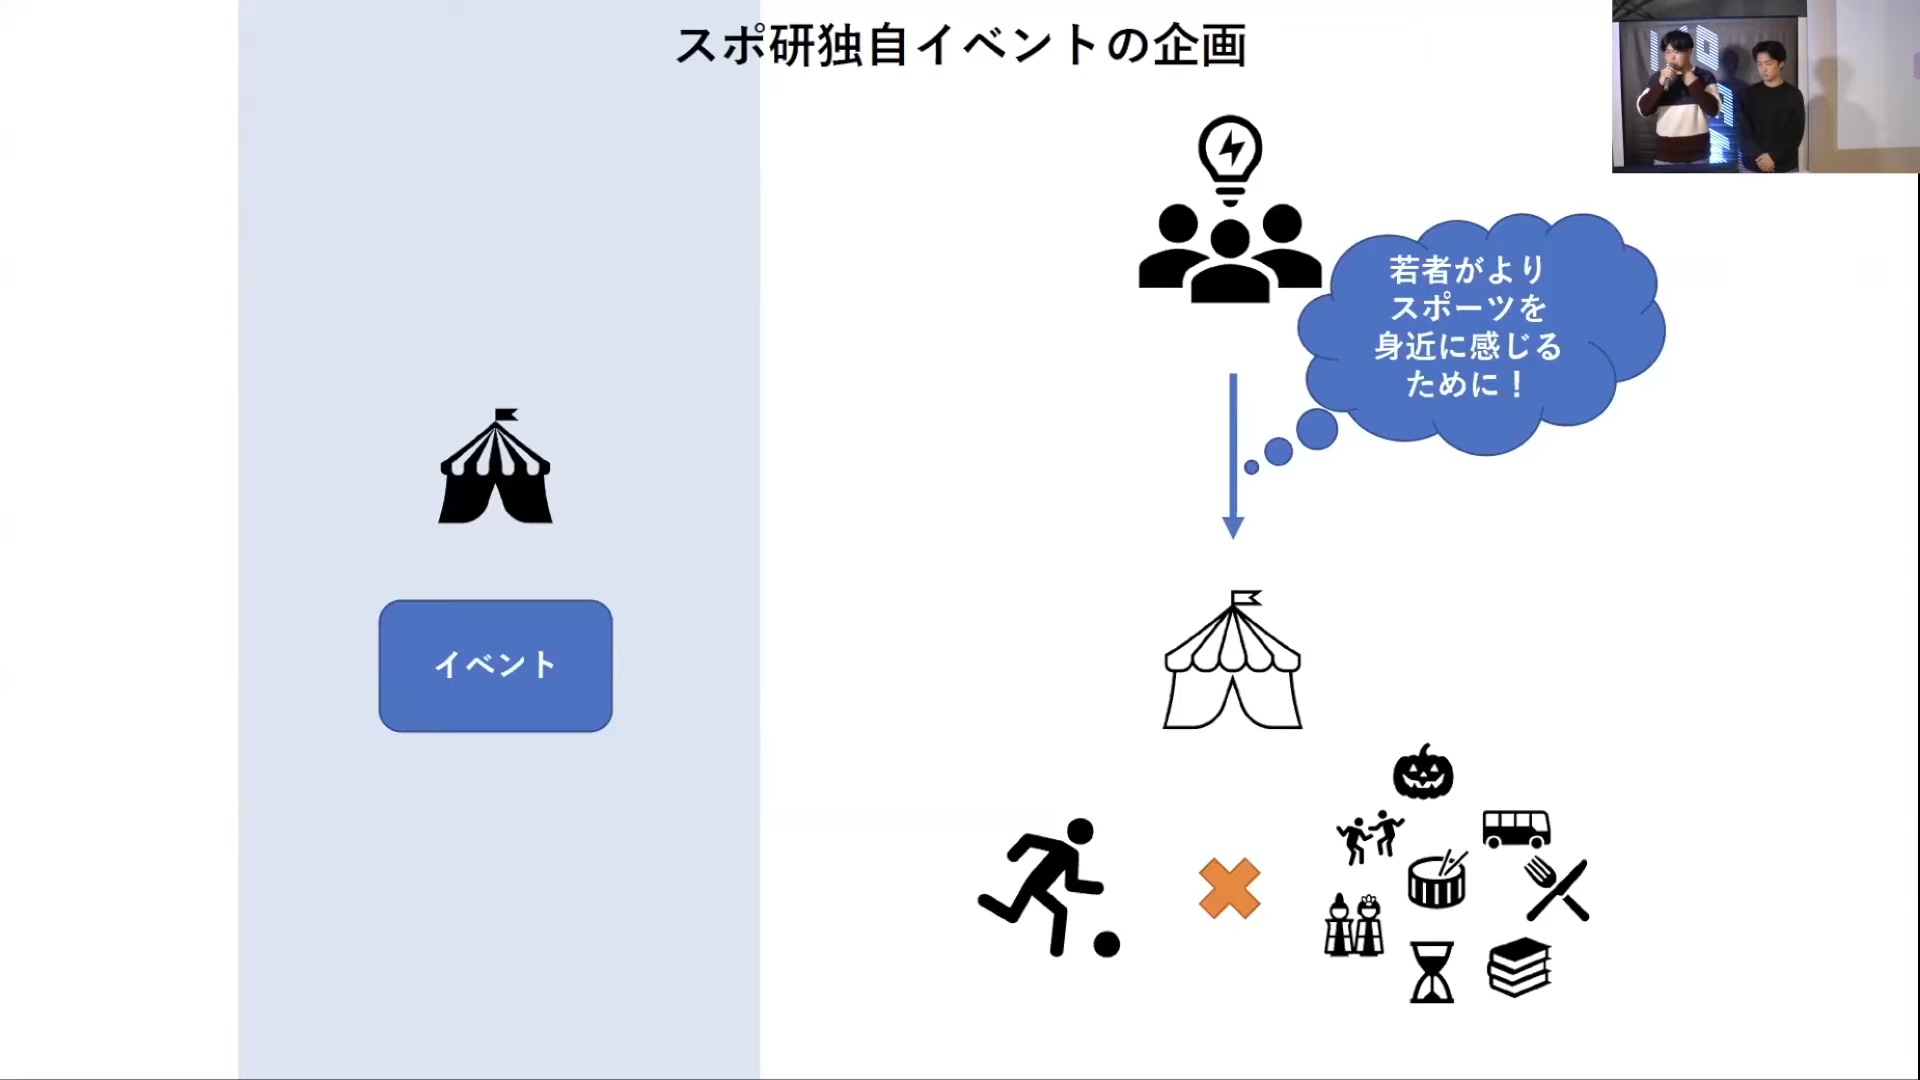 スポ研独自イベントの企画
若者がより
スポーツを
身近に感じる
ために！
イベント